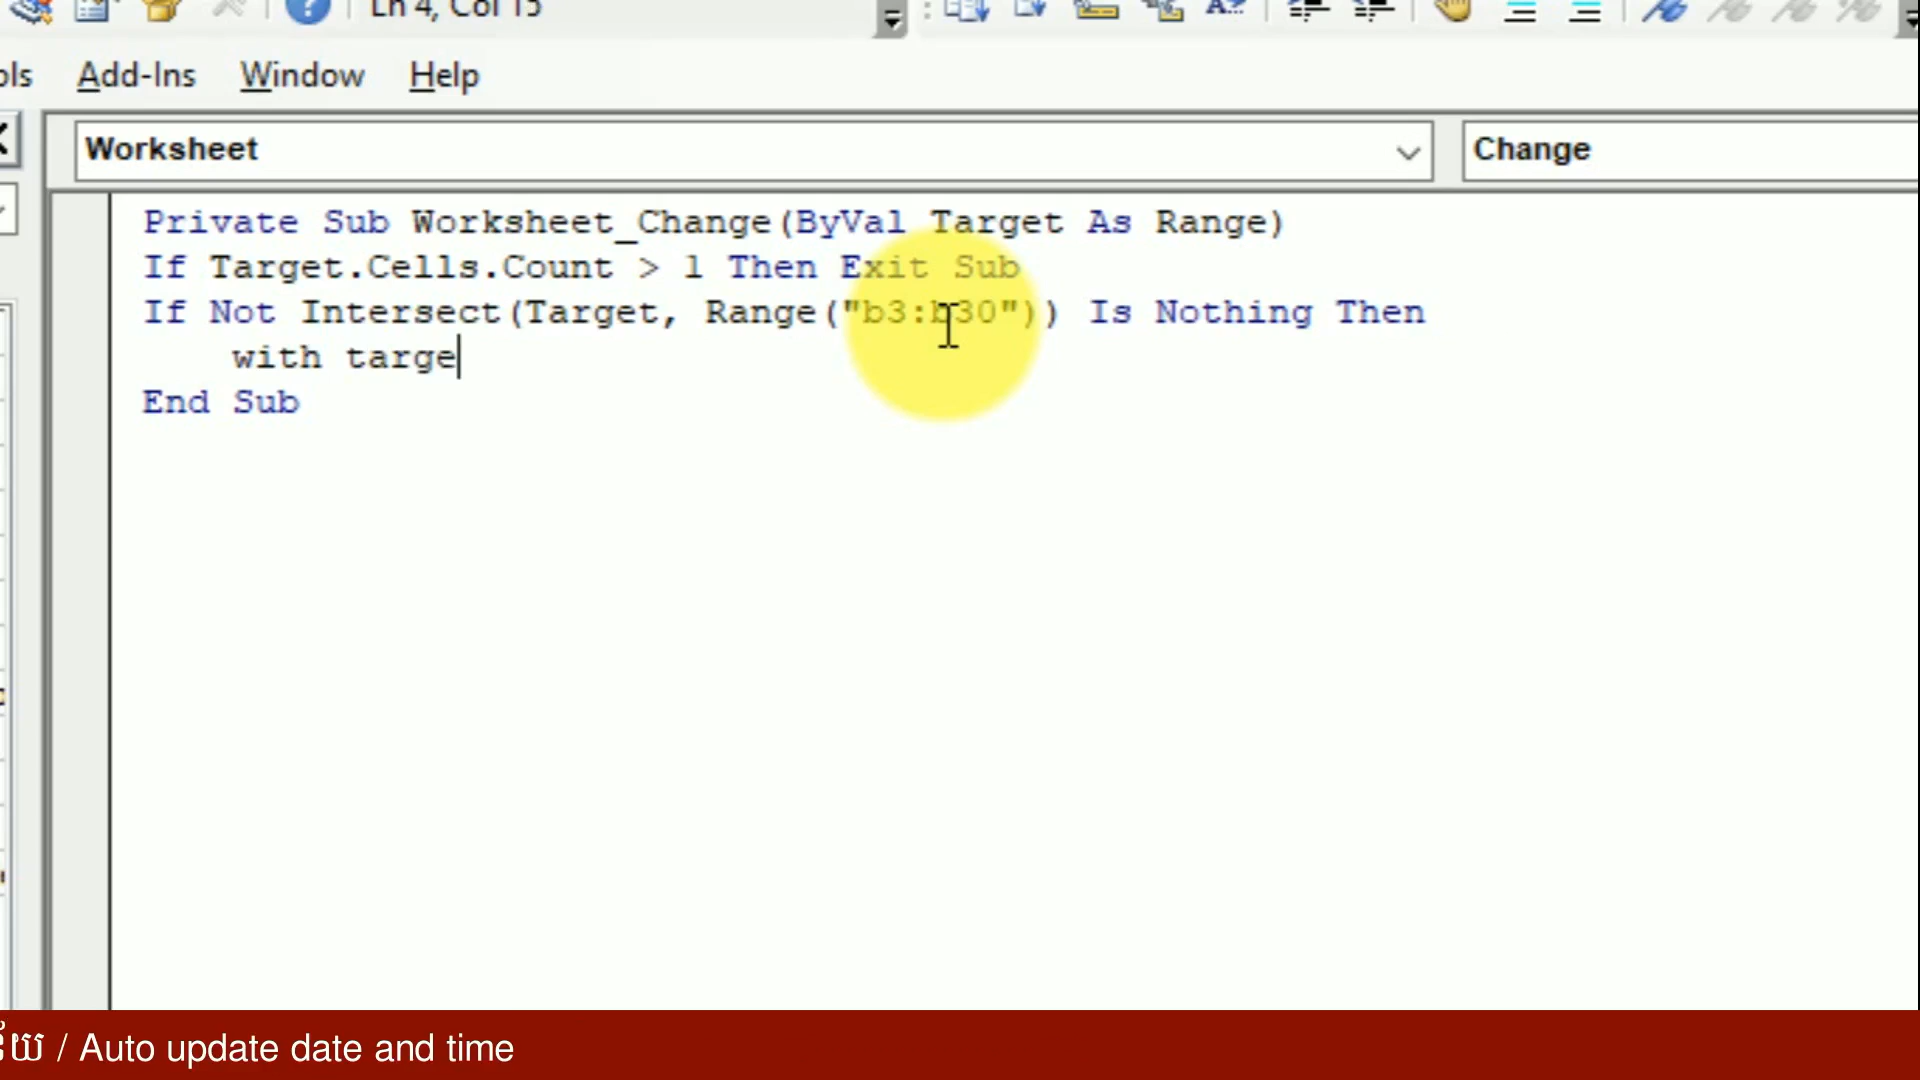 Ln 4, Col 15
Add-Ins Window Help
Worksheet
Change
Private Sub Worksheet_Change(ByVal Target As Range)
If Target.Cells.Count > 1 Then Exit Sub
If Not Intersect(Target, Range("b3:b30")) Is Nothing Then
with targe
End Sub
/ Auto update date and time